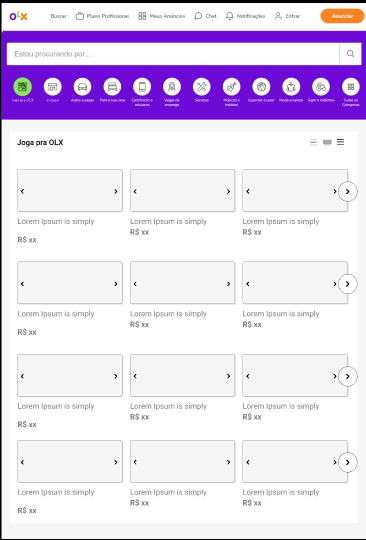 OLX Buscar Plano Profissional Meus Anúncios Chat Notificações Entrar Anunciar
Estou procurando por....
Joga pra OLX Imóveis Autos e peças Para a sua casa Eletrônicos e celulares Vagas de emprego Serviços Músicas e hobbies Esportes e lazer Moda e beleza Agro e indústria Todas as Categorias
Joga pra OLX
Lorem Ipsum is simply Lorem Ipsum is simply Lorem Ipsum is simply
R$ xx R$ xx R$ xx
Lorem Ipsum is simply Lorem Ipsum is simply Lorem Ipsum is simply
R$ xx R$ xx R$ xx
Lorem Ipsum is simply Lorem Ipsum is simply Lorem Ipsum is simply
R$ xx R$ xx R$ xx
Lorem Ipsum is simply Lorem Ipsum is simply Lorem Ipsum is simply
R$ xx R$ xx R$ xx